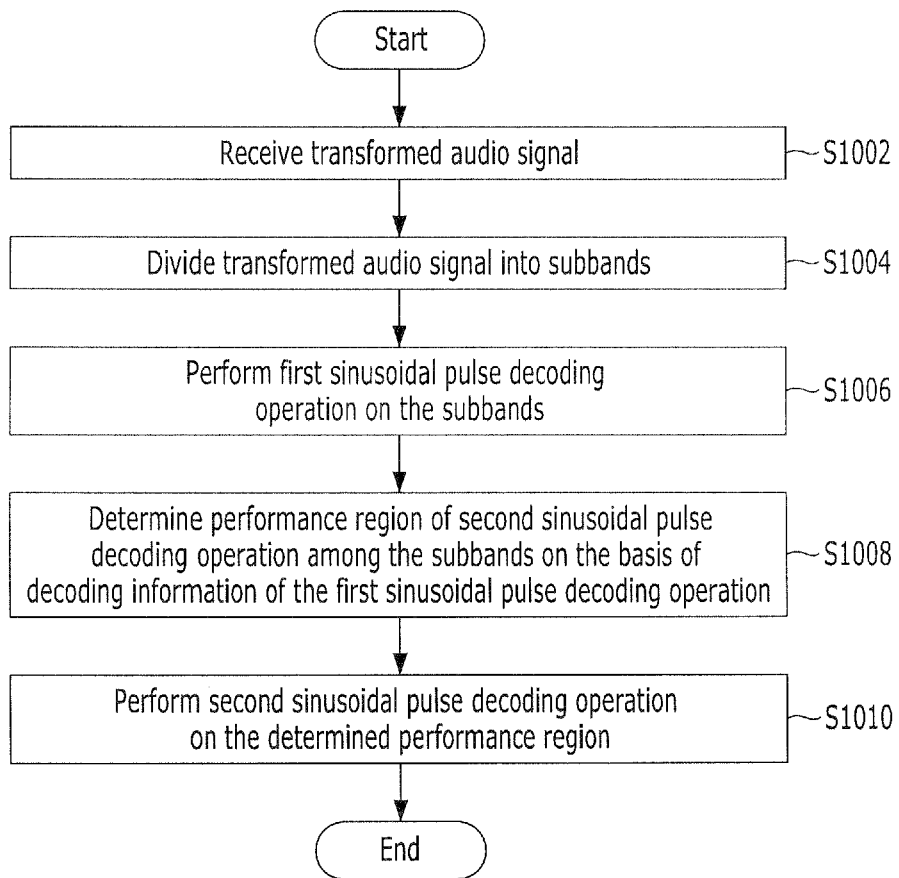 Start
Receive transformed audio signal
S1002
Divide transformed audio signal into subbands
S1004
Perform first sinusoidal pulse decoding
operation on the subbands
S1006
Determine performance region of second sinusoidal pulse
decoding operation among the subbands on the basis of
decoding information of the first sinusoidal pulse decoding operation
S1008
Perform second sinusoidal pulse decoding operation
on the determined performance region
S1010
End